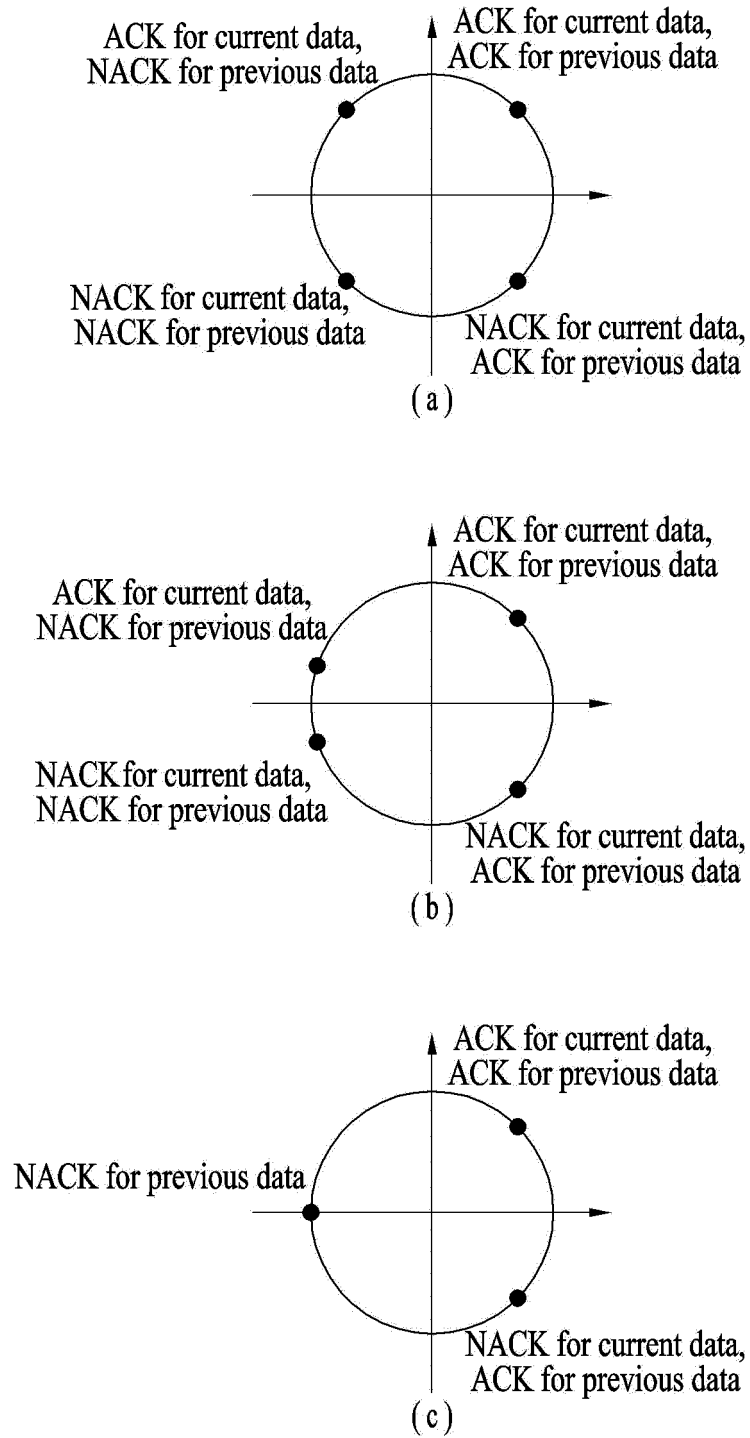 ACK for current data,
NACK for previous data
ACK for current data,
ACK for previous data
NACK for current data,
NACK for previous data
NACK for current data,
ACK for previous data
(a)
ACK for current data,
ACK for previous data
ACK for current data,
NACK for previous data
NACK for current data,
NACK for previous data
NACK for current data,
ACK for previous data
(b)
ACK for current data,
ACK for previous data
NACK for previous data
NACK for current data,
ACK for previous data
(c)